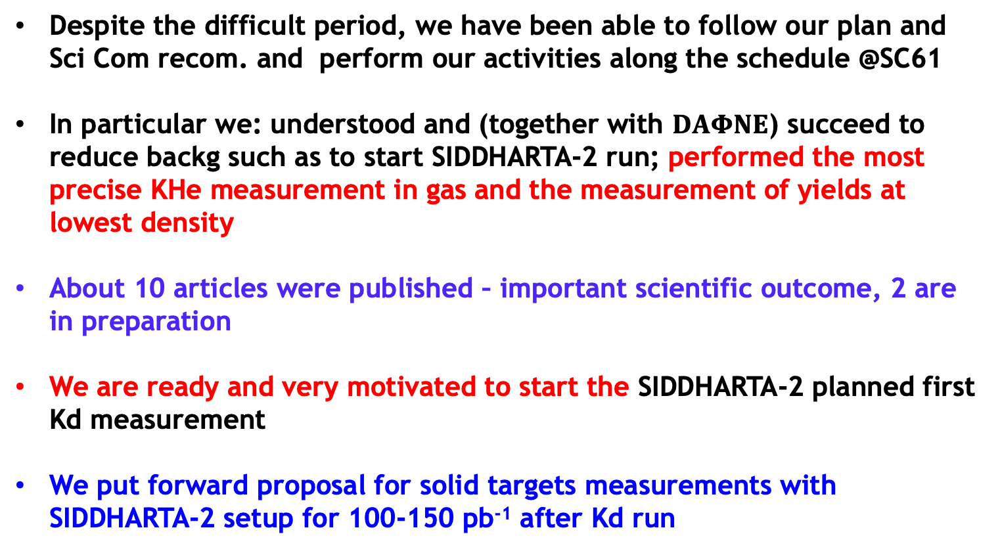 • Despite the difficult period, we have been able to follow our plan and
Sci Com recom. and  perform our activities along the schedule @SC61
• In particular we: understood and (together with DAΦNE) succeed to
reduce backg such as to start SIDDHARTA-2 run; performed the most
precise KHe measurement in gas and the measurement of yields at
lowest density
• About 10 articles were published – important scientific outcome, 2 are
in preparation
• We are ready and very motivated to start the SIDDHARTA-2 planned first
Kd measurement
• We put forward proposal for solid targets measurements with
SIDDHARTA-2 setup for 100-150 pb⁻¹ after Kd run